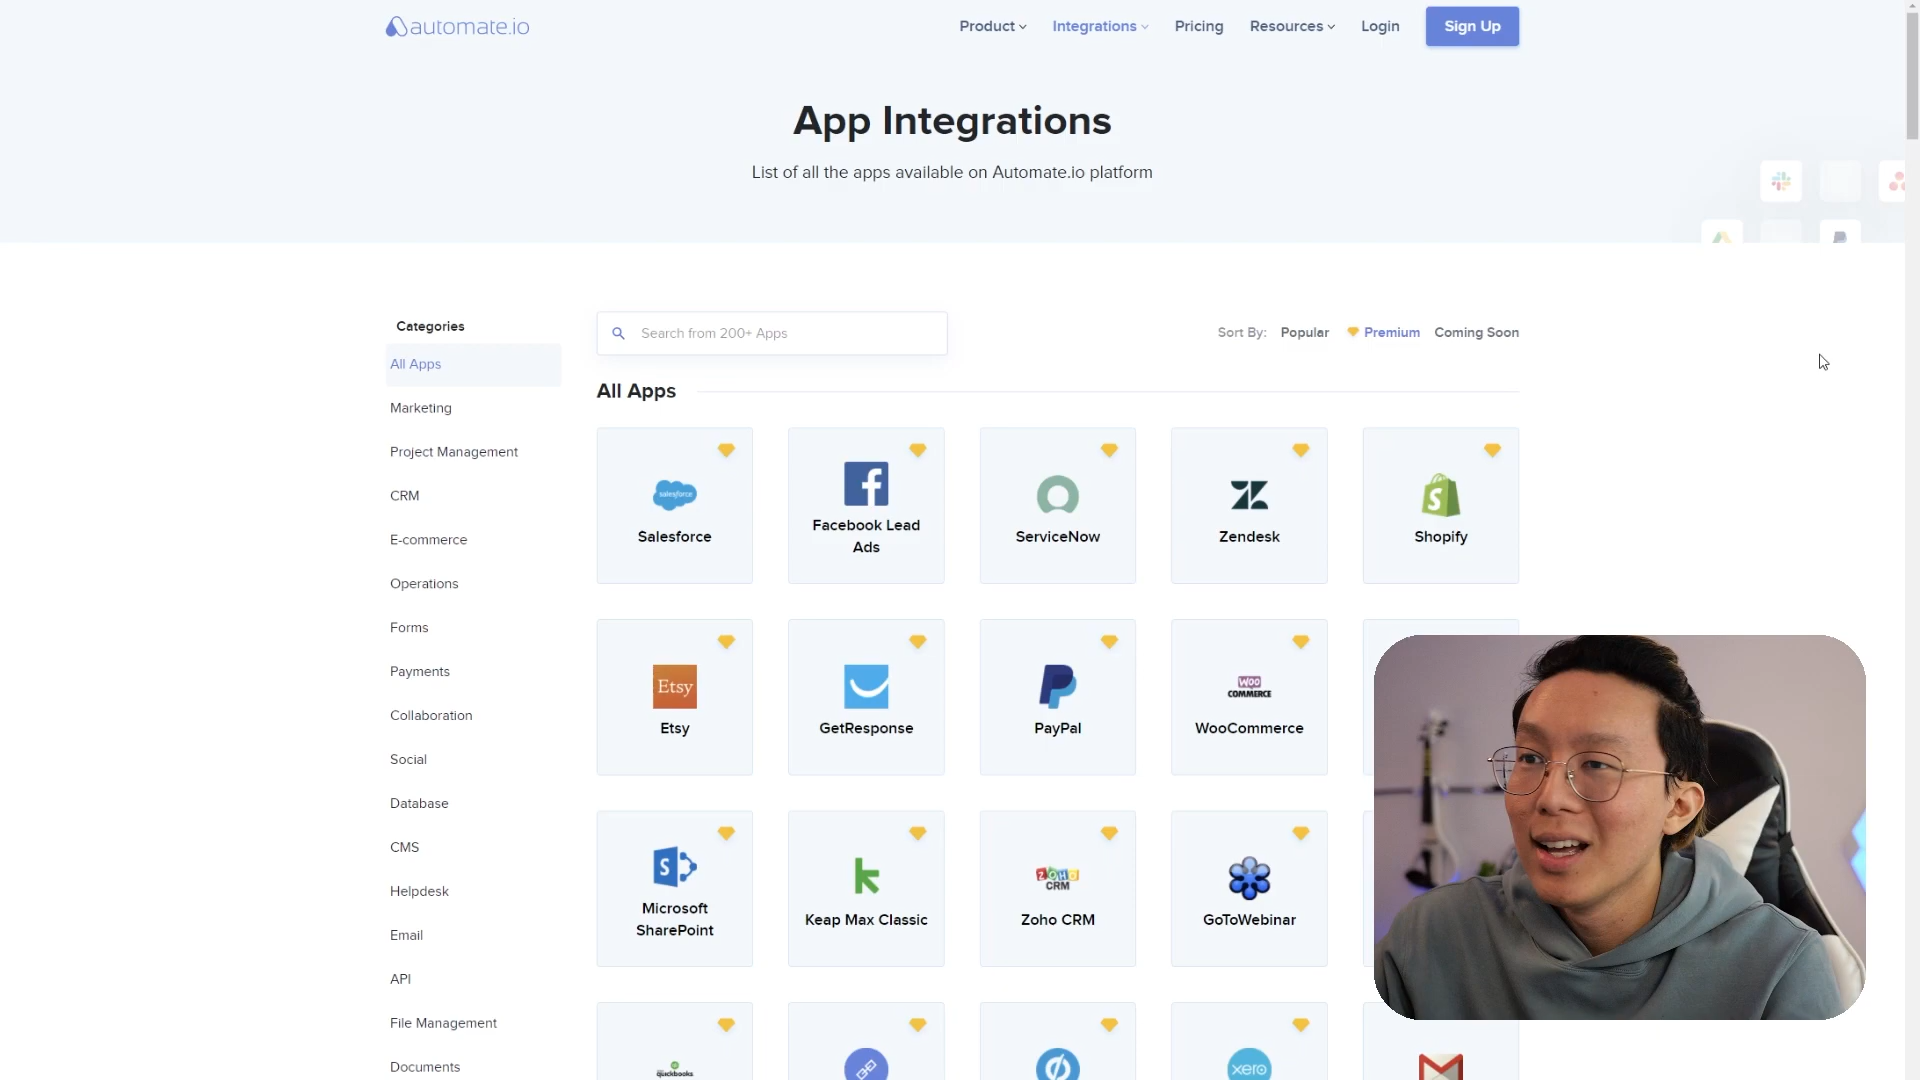 automate.io
Product
Integrations
Pricing
Resources
Login
Sign Up
App Integrations
List of all the apps available on Automate.io platform
Categories
All Apps
Marketing
Project Management
CRM
E-commerce
Operations
Forms
Payments
Collaboration
Social
Database
CMS
Helpdesk
Email
API
File Management
Documents
Search from 200+ Apps
Sort By:
Popular
Premium
Coming Soon
All Apps
salesforce
Salesforce
Facebook Lead
Ads
ServiceNow
Zendesk
Shopify
Etsy
Etsy
GetResponse
PayPal
WOO
COMMERCE
WooCommerce
Microsoft
SharePoint
Keap Max Classic
ZOHO
CRM
Zoho CRM
GoToWebinar
quickbooks
xero